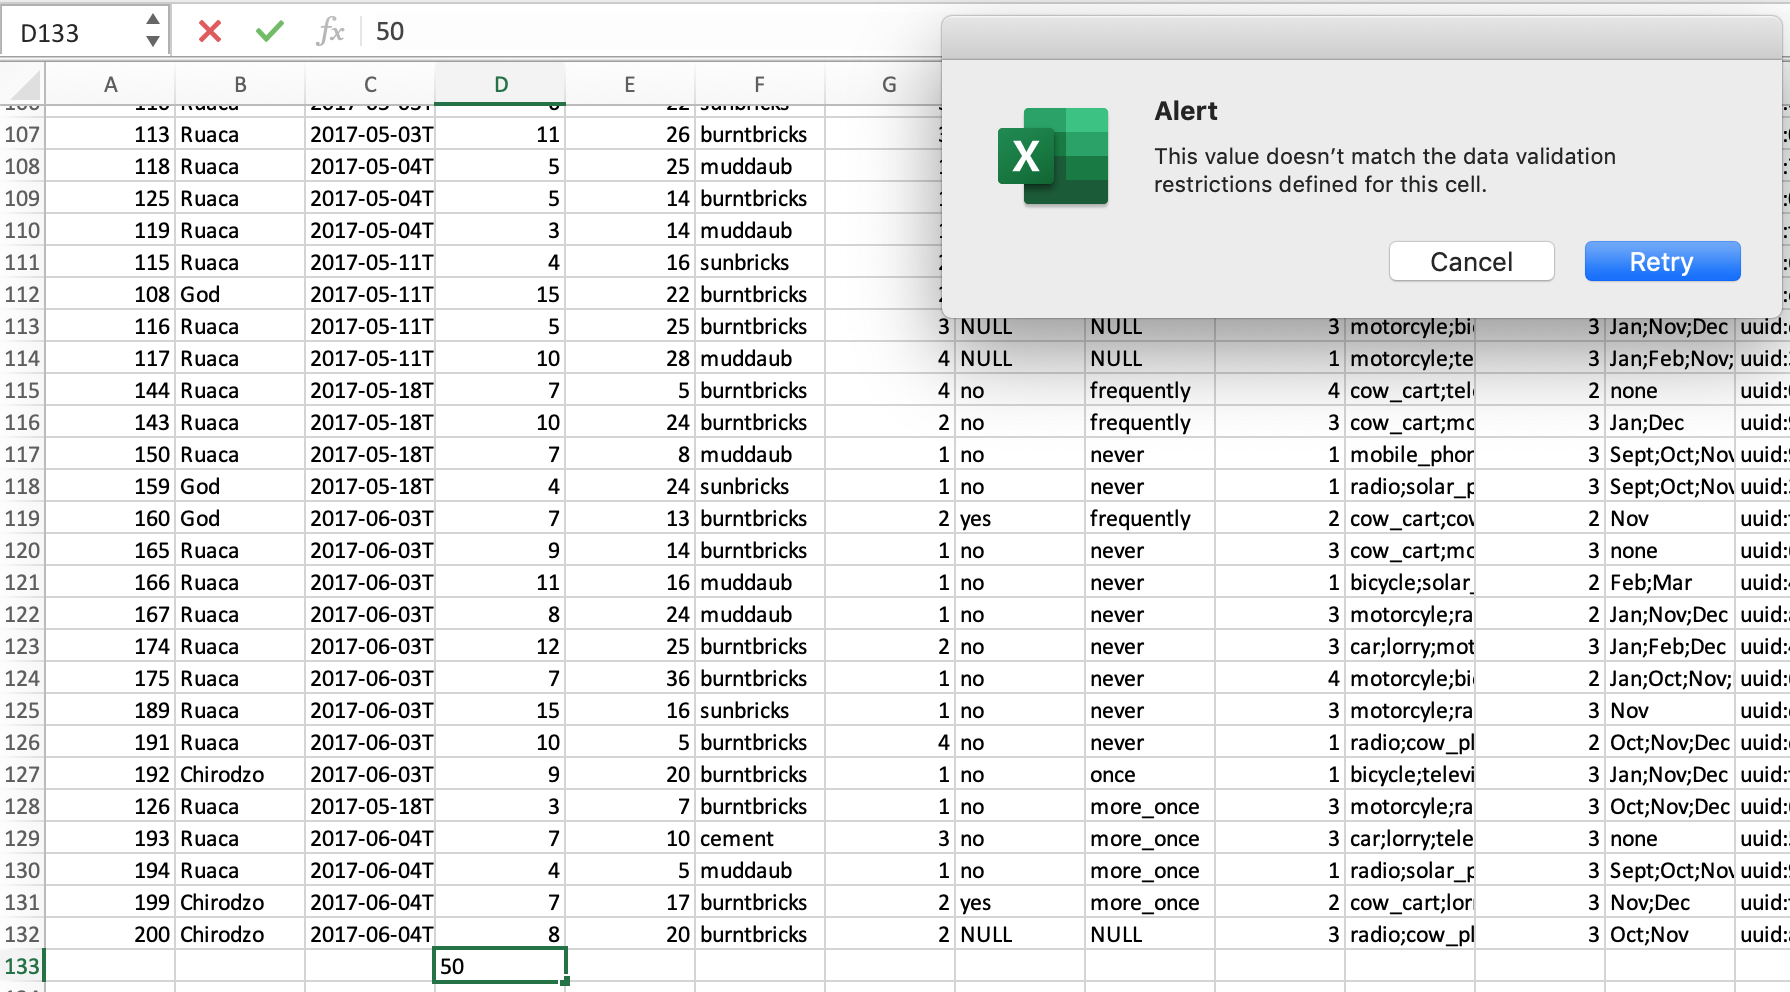 D133 fx 50
A B C D E F G
107 113 Ruaca 2017-05-03T 11 26 burntbricks
108 118 Ruaca 2017-05-04T 5 25 muddaub
109 125 Ruaca 2017-05-04T 5 14 burntbricks
110 119 Ruaca 2017-05-04T 3 14 muddaub
111 115 Ruaca 2017-05-11T 4 16 sunbricks
112 108 God 2017-05-11T 15 22 burntbricks
Alert
This value doesn’t match the data validation
restrictions defined for this cell.
Cancel Retry
113 116 Ruaca 2017-05-11T 5 25 burntbricks 3 NULL NULL 3 motorcyle;bi 3 Jan;Nov;Dec uuid:
114 117 Ruaca 2017-05-11T 10 28 muddaub 4 NULL NULL 1 motorcyle;te 3 Jan;Feb;Nov; uuid:
115 144 Ruaca 2017-05-18T 7 5 burntbricks 4 no frequently 4 cow_cart;tel 2 none uuid:
116 143 Ruaca 2017-05-18T 10 24 burntbricks 2 no frequently 3 cow_cart;mo 3 Jan;Dec uuid:
117 150 Ruaca 2017-05-18T 7 8 muddaub 1 no never 1 mobile_phor 3 Sept;Oct;Nov uuid:
118 159 God 2017-05-18T 4 24 sunbricks 1 no never 1 radio;solar_p 3 Sept;Oct;Nov uuid:
119 160 God 2017-06-03T 7 13 burntbricks 2 yes frequently 2 cow_cart;cov 2 Nov uuid:
120 165 Ruaca 2017-06-03T 9 14 burntbricks 1 no never 3 cow_cart;mo 3 none uuid:
121 166 Ruaca 2017-06-03T 11 16 muddaub 1 no never 1 bicycle;solar_ 2 Feb;Mar uuid:
122 167 Ruaca 2017-06-03T 8 24 muddaub 1 no never 3 motorcyle;ra 2 Jan;Nov;Dec uuid:
123 174 Ruaca 2017-06-03T 12 25 burntbricks 2 no never 3 car;lorry;mot 3 Jan;Feb;Dec uuid:
124 175 Ruaca 2017-06-03T 7 36 burntbricks 1 no never 4 motorcyle;bi 2 Jan;Oct;Nov; uuid:
125 189 Ruaca 2017-06-03T 15 16 sunbricks 1 no never 3 motorcyle;ra 3 Nov uuid:
126 191 Ruaca 2017-06-03T 10 5 burntbricks 4 no never 1 radio;cow_pl 2 Oct;Nov;Dec uuid:
127 192 Chirodzo 2017-06-03T 9 20 burntbricks 1 no once 1 bicycle;televi 3 Jan;Nov;Dec uuid:
128 126 Ruaca 2017-05-18T 3 7 burntbricks 1 no more_once 3 motorcyle;ra 3 Oct;Nov;Dec uuid:
129 193 Ruaca 2017-06-04T 7 10 cement 3 no more_once 3 car;lorry;tele 3 none uuid:
130 194 Ruaca 2017-06-04T 4 5 muddaub 1 no more_once 1 radio;solar_p 3 Sept;Oct;Nov uuid:
131 199 Chirodzo 2017-06-04T 7 17 burntbricks 2 yes more_once 2 cow_cart;lor 3 Nov;Dec uuid:
132 200 Chirodzo 2017-06-04T 8 20 burntbricks 2 NULL NULL 3 radio;cow_pl 3 Oct;Nov uuid:
133 50